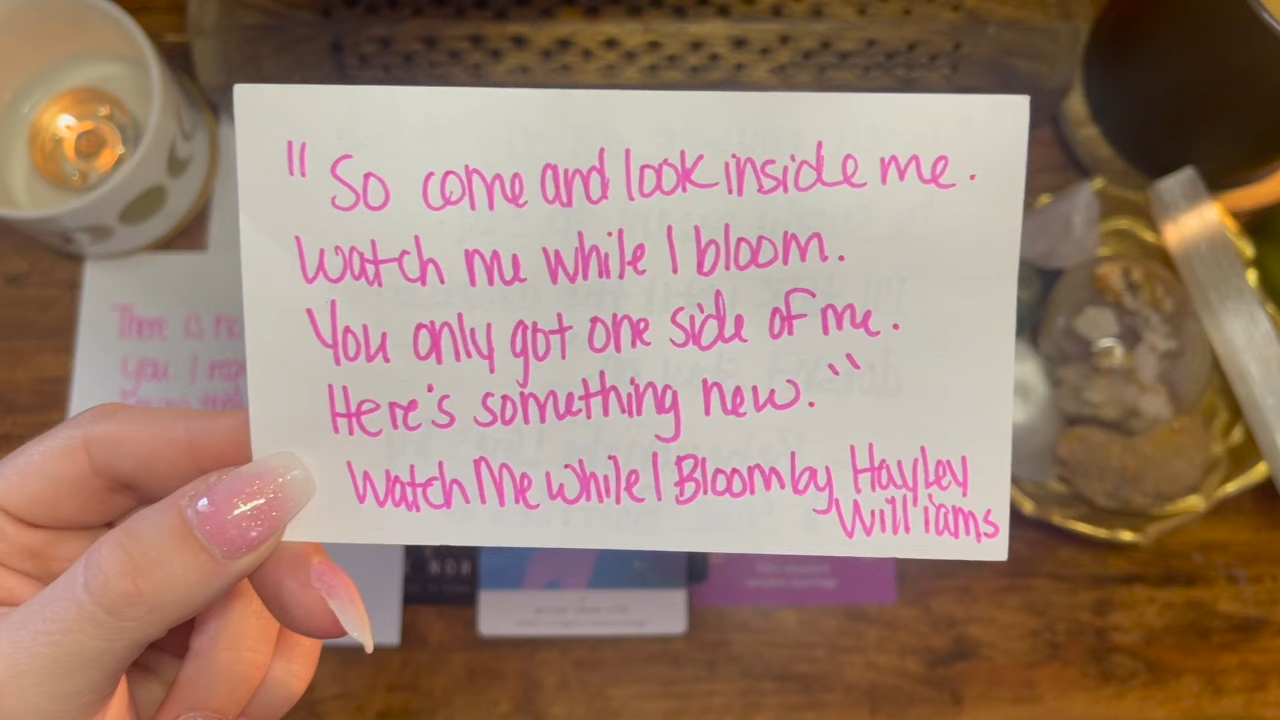 "So come and look inside me.
Watch me while I bloom.
You only got one side of me.
Here's something new."
Watch Me While I Bloom by Hayley
Williams
There is no
you I